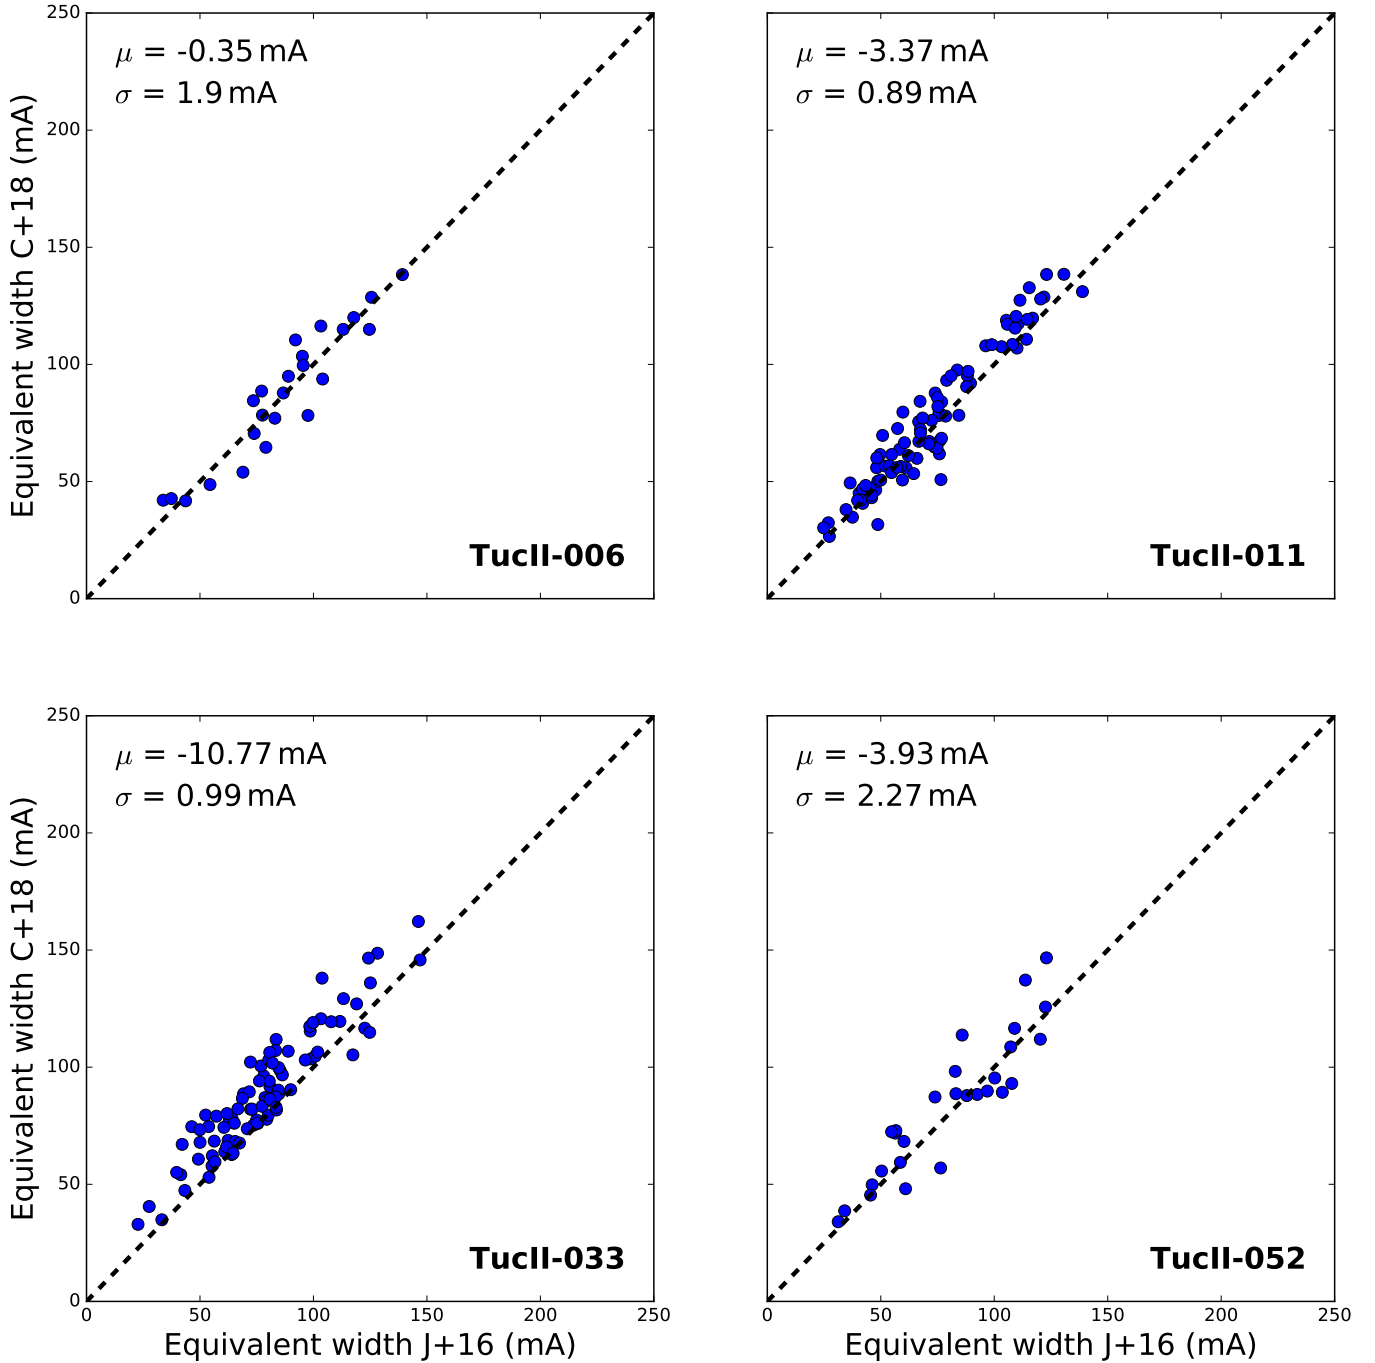 250
200
150
100
50
0
Equivalent width C+18 (mA)
μ = -0.35 mA
σ = 1.9 mA
TucII-006
μ = -3.37 mA
σ = 0.89 mA
TucII-011
0 50 100 150 200 250
0 50 100 150 200 250
250
200
150
100
50
0
Equivalent width C+18 (mA)
μ = -10.77 mA
σ = 0.99 mA
TucII-033
μ = -3.93 mA
σ = 2.27 mA
TucII-052
Equivalent width J+16 (mA)
Equivalent width J+16 (mA)